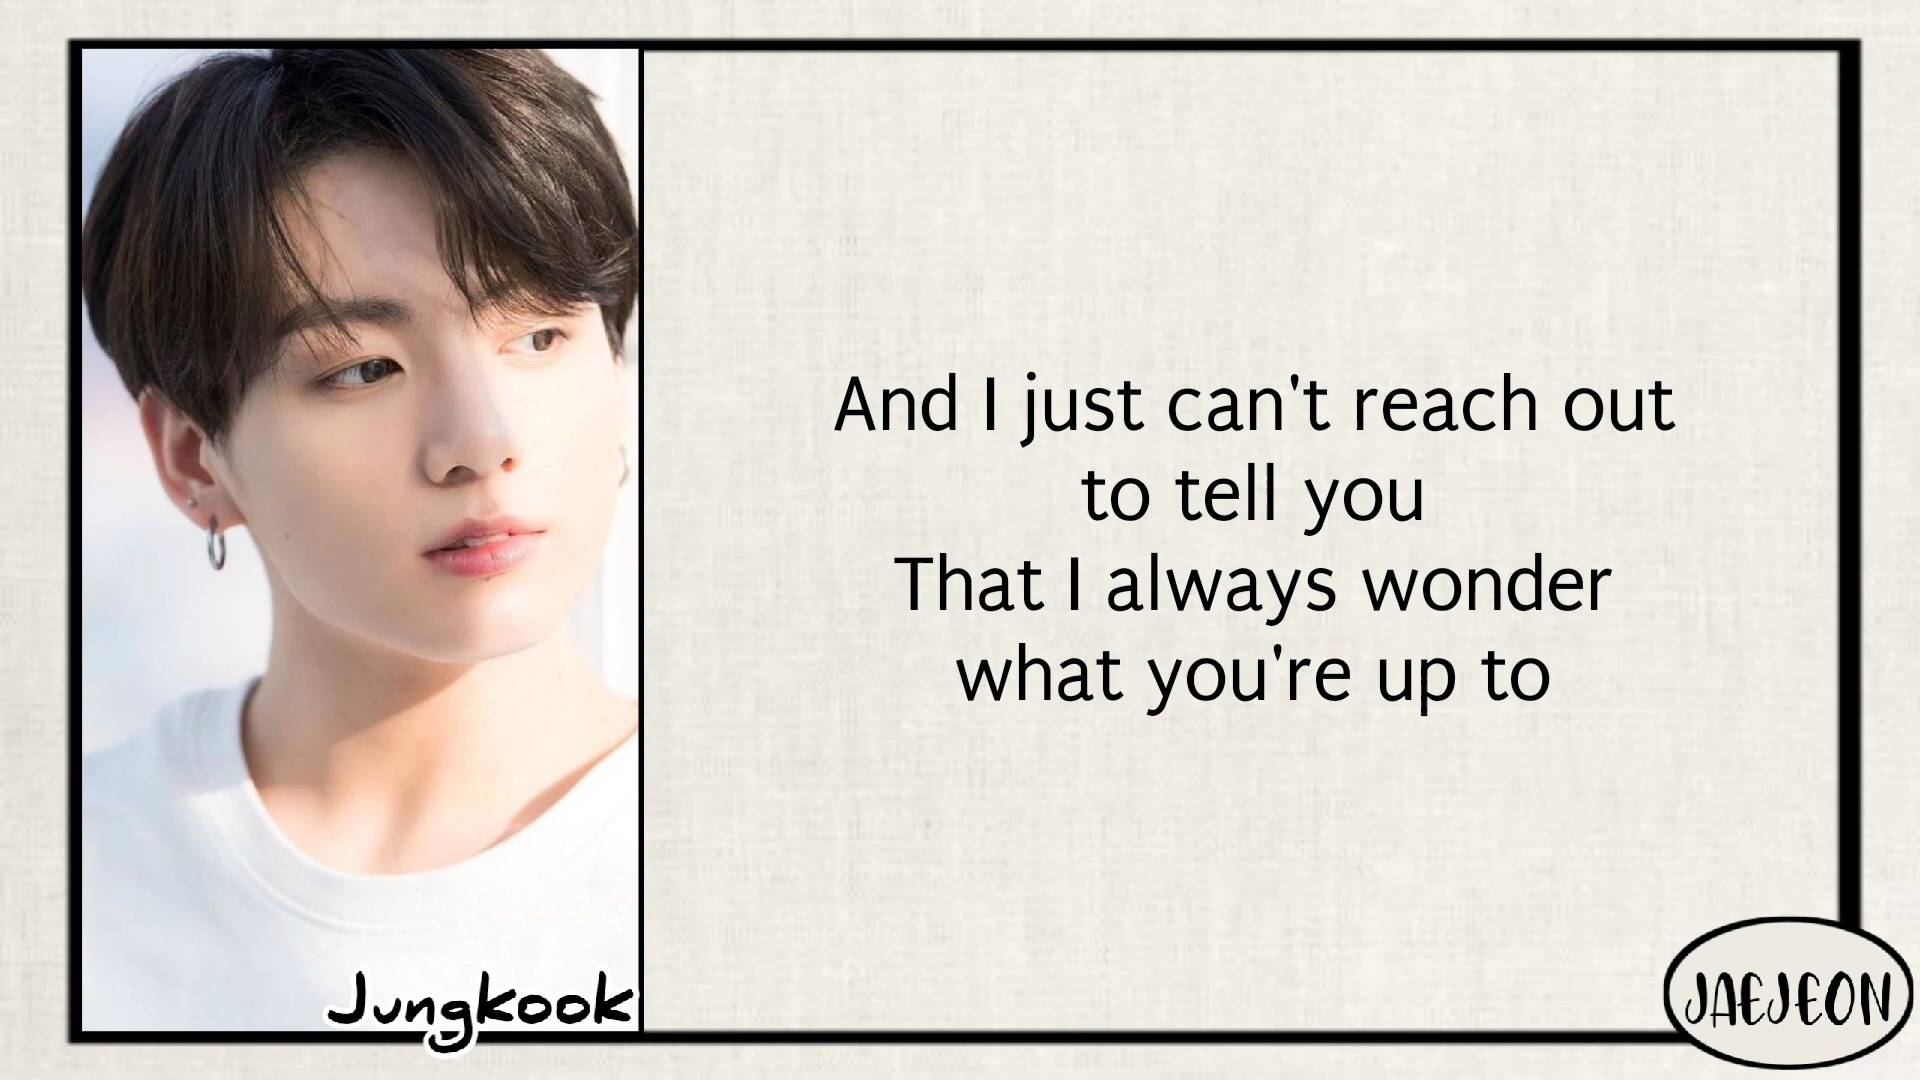 And I just can't reach out
to tell you
That I always wonder
what you're up to
Jungkook
JAEJEON